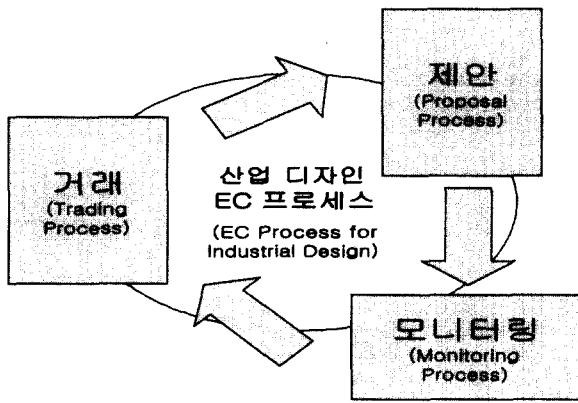 제안
(Proposal
Process)
거래
(Trading
Process)
산업 디자인
EC 프로세스
(EC Process for
Industrial Design)
모니터링
(Monitoring
Process)